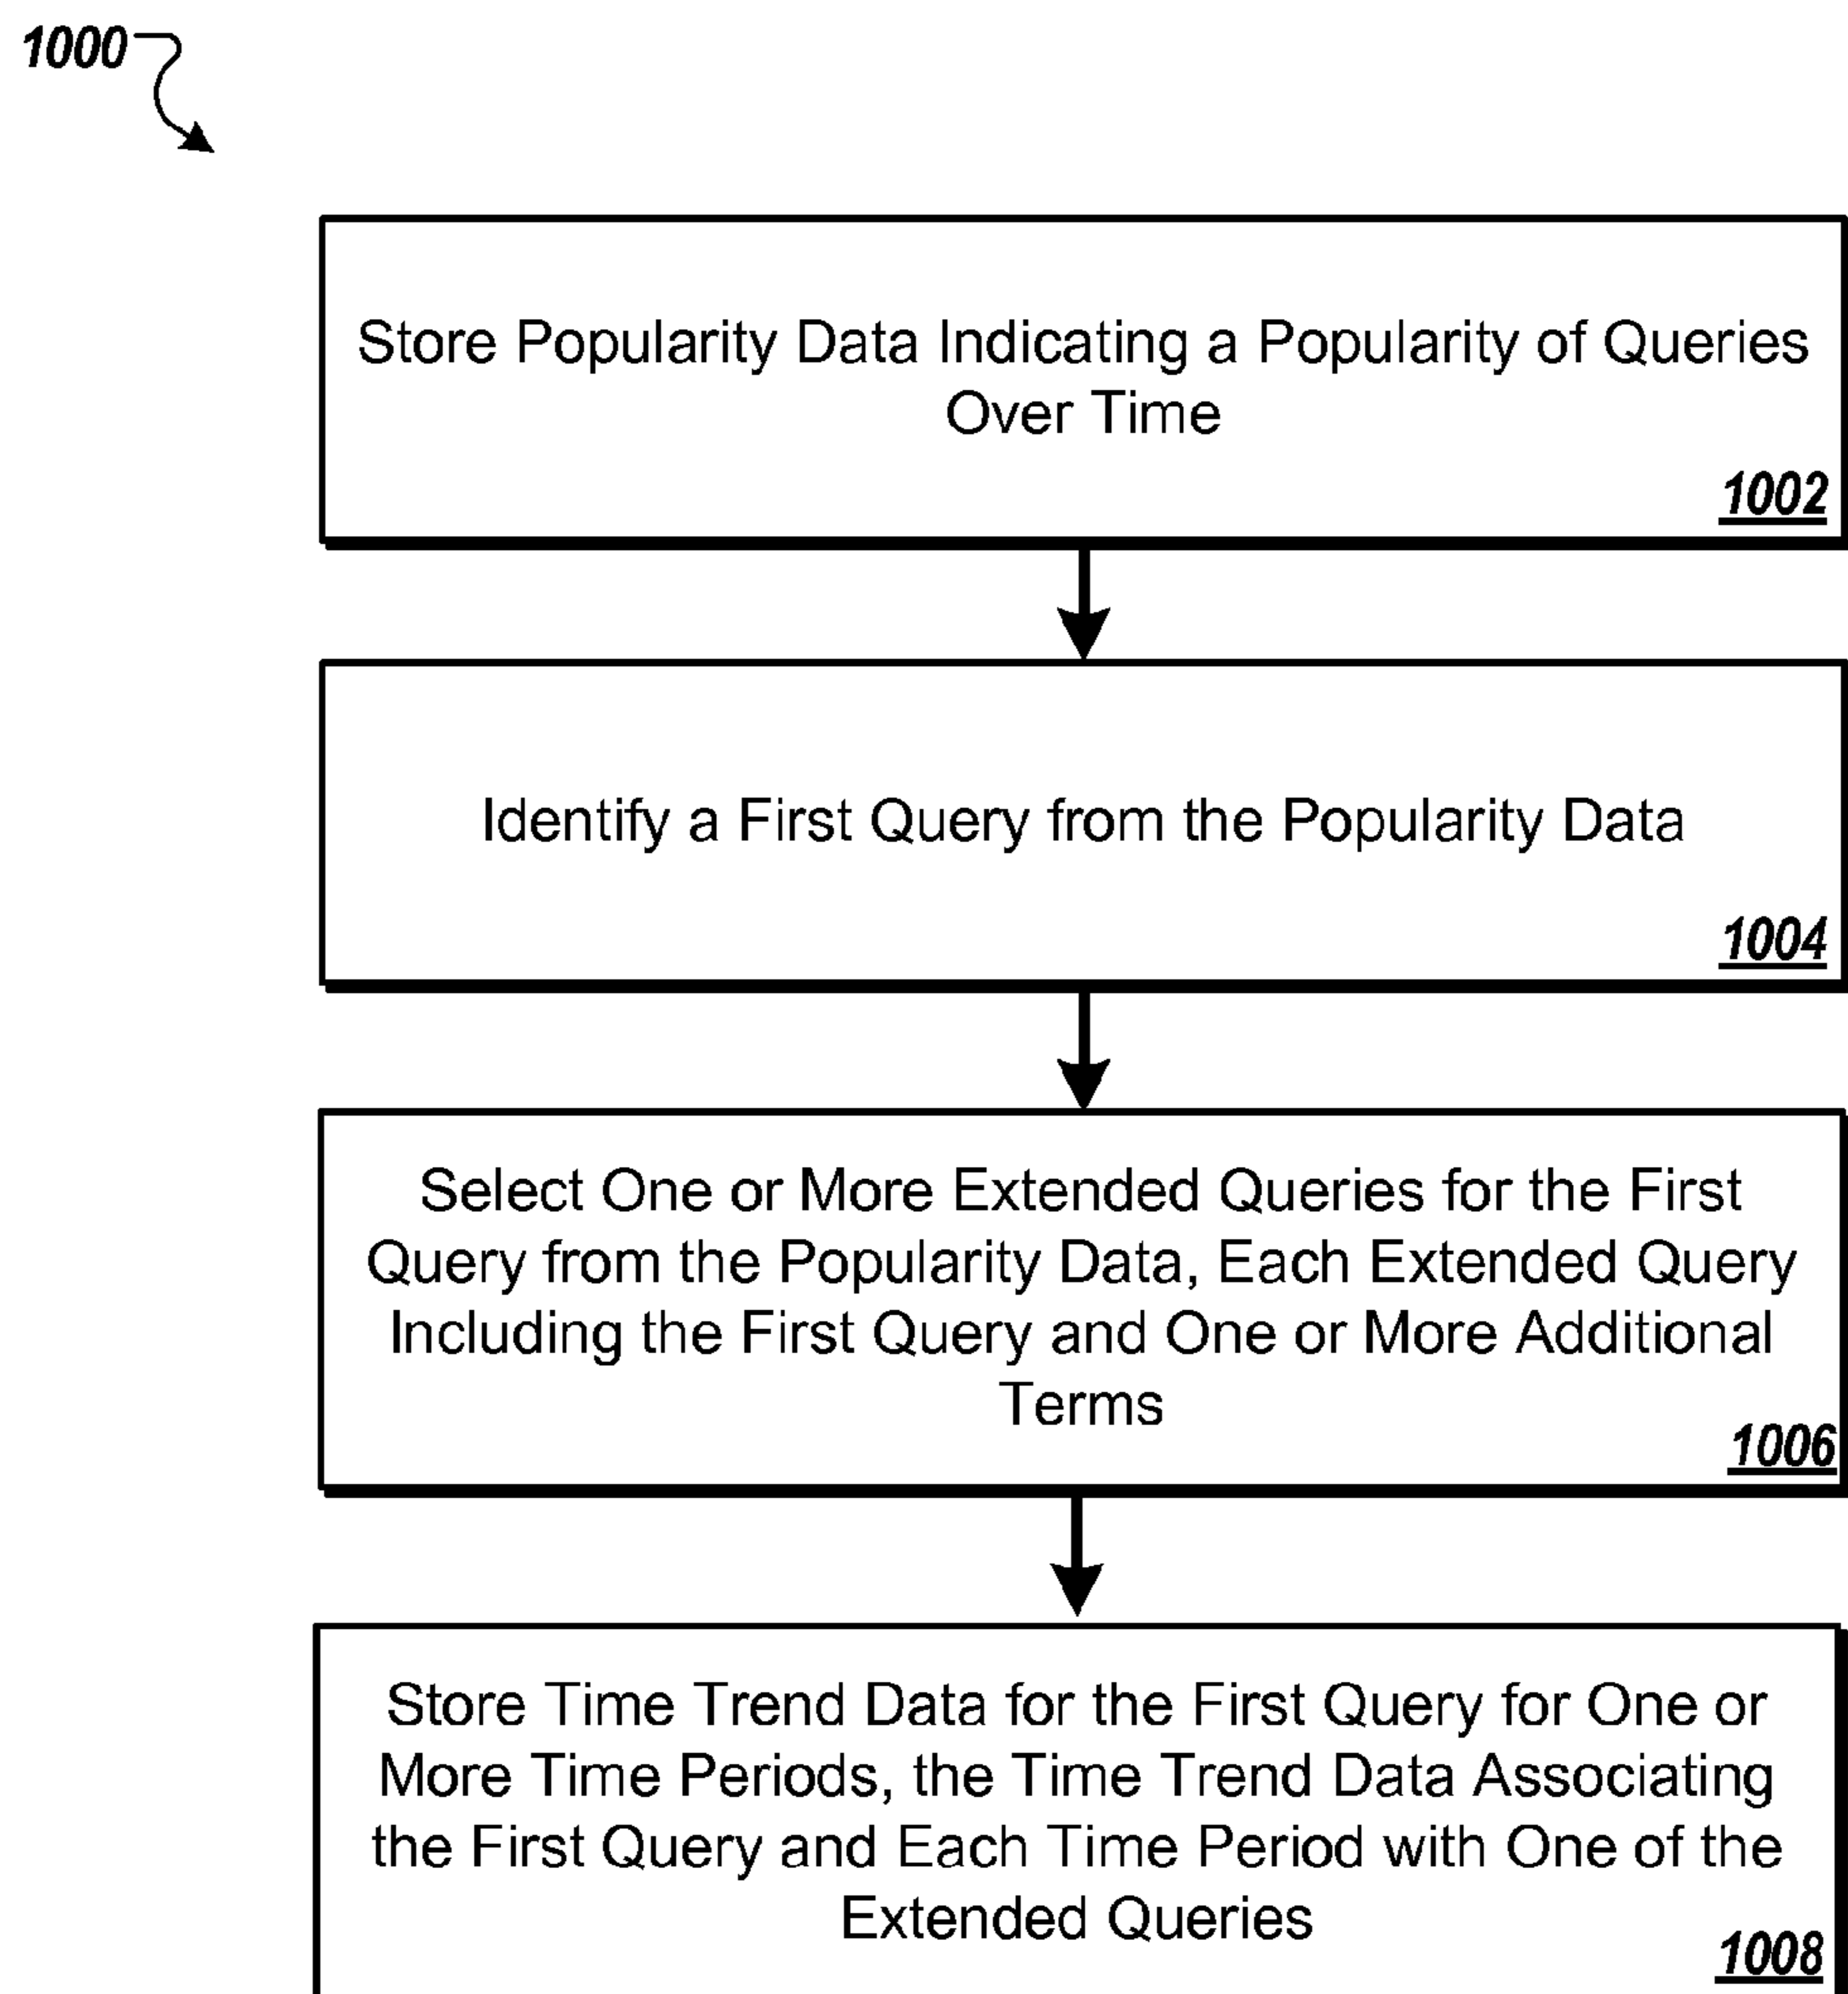 1000
Store Popularity Data Indicating a Popularity of Queries
Over Time
1002
Identify a First Query from the Popularity Data
1004
Select One or More Extended Queries for the First
Query from the Popularity Data, Each Extended Query
Including the First Query and One or More Additional
Terms
1006
Store Time Trend Data for the First Query for One or
More Time Periods, the Time Trend Data Associating
the First Query and Each Time Period with One of the
Extended Queries
1008